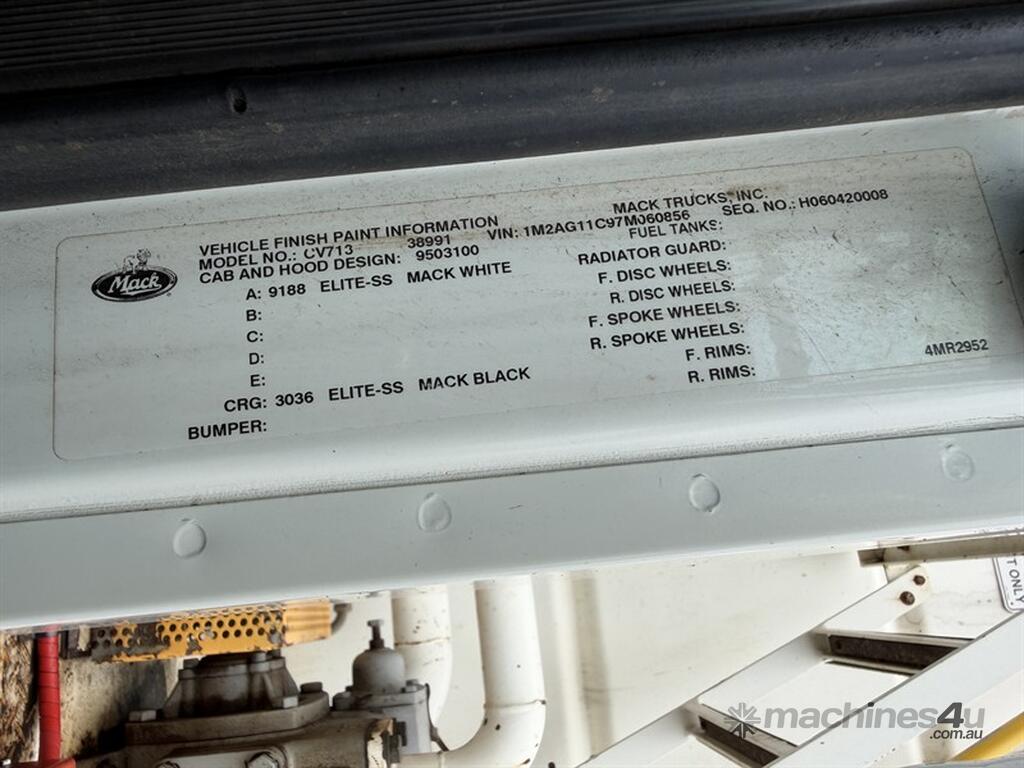 Mack
VEHICLE FINISH PAINT INFORMATION MACK TRUCKS, INC.
MODEL NO.: CV713 38991 VIN: 1M2AG11C97M060856 SEQ. NO.: H060420008
CAB AND HOOD DESIGN: 9503100 FUEL TANKS:
RADIATOR GUARD:
A: 9188 ELITE-SS MACK WHITE F. DISC WHEELS:
B: R. DISC WHEELS:
C: F. SPOKE WHEELS:
D: R. SPOKE WHEELS:
E: F. RIMS: 4MR2952
CRG: 3036 ELITE-SS MACK BLACK R. RIMS:
BUMPER:
ONLY
machines4u
.com.au